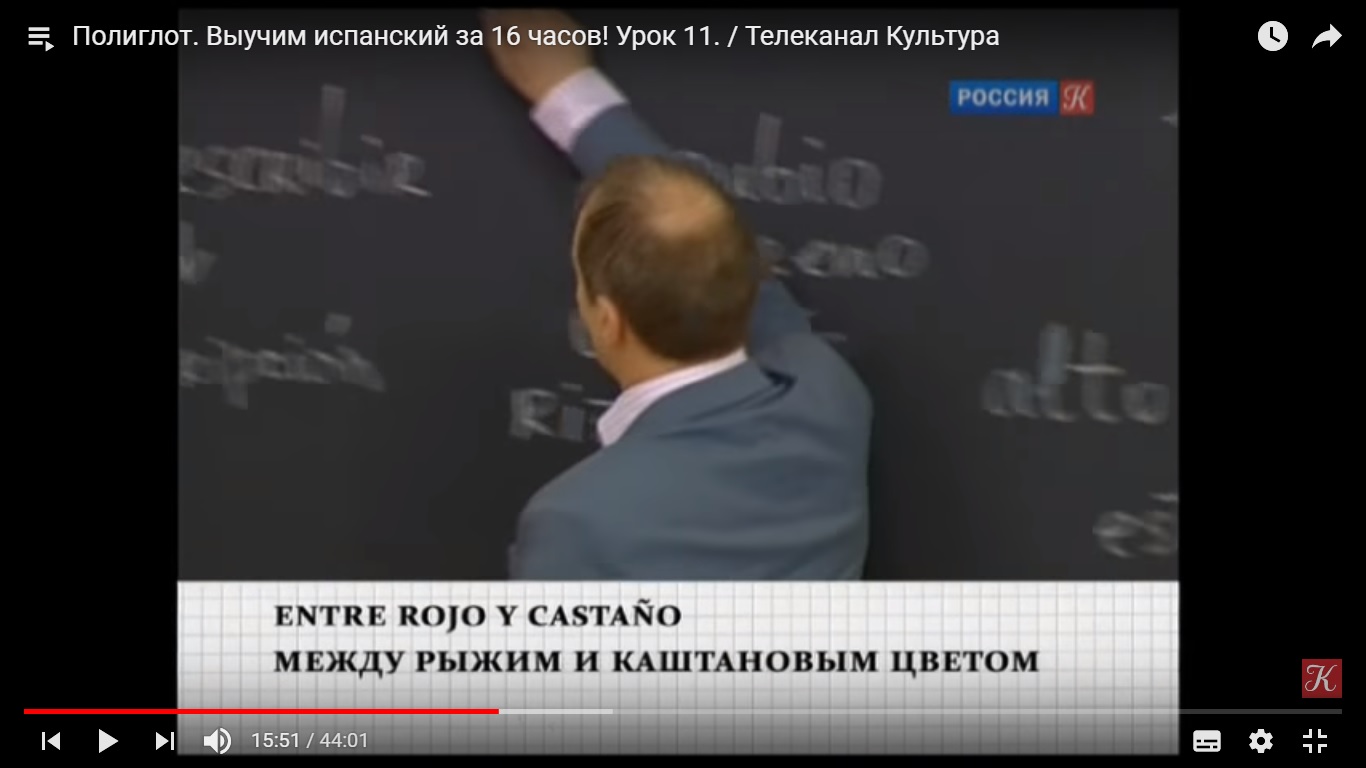 Полиглот. Выучим испанский за 16 часов! Урок 11. / Телеканал Культура
РОССИЯ К
alto
ENTRE ROJO Y CASTAÑO
МЕЖДУ РЫЖИМ И КАШТАНОВЫМ ЦВЕТОМ
К
15:51 / 44:01